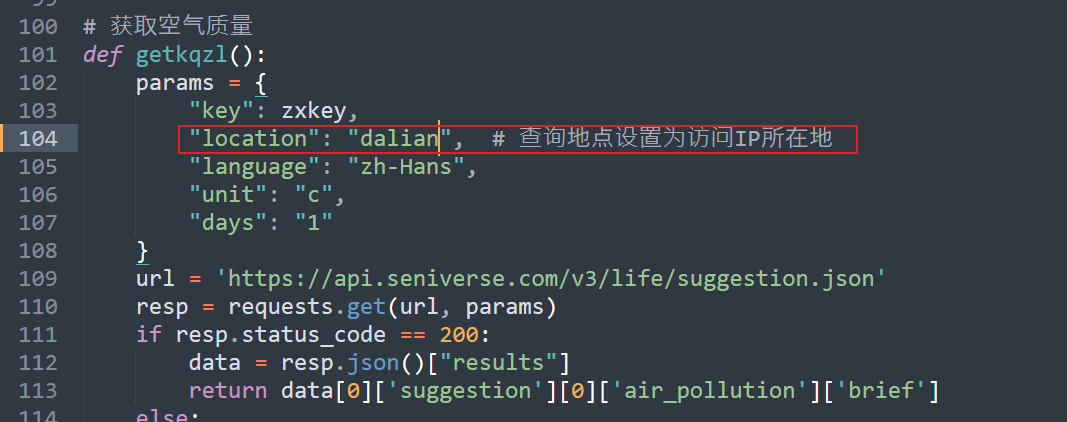 99
100 # 获取空气质量
101 def getkqzl():
102     params = {
103         "key": zxkey,
104         "location": "dalian",  # 查询地点设置为访问IP所在地
105         "language": "zh-Hans",
106         "unit": "c",
107         "days": "1"
108     }
109     url = 'https://api.seniverse.com/v3/life/suggestion.json'
110     resp = requests.get(url, params)
111     if resp.status_code == 200:
112         data = resp.json()["results"]
113         return data[0]['suggestion'][0]['air_pollution']['brief']
114     else: